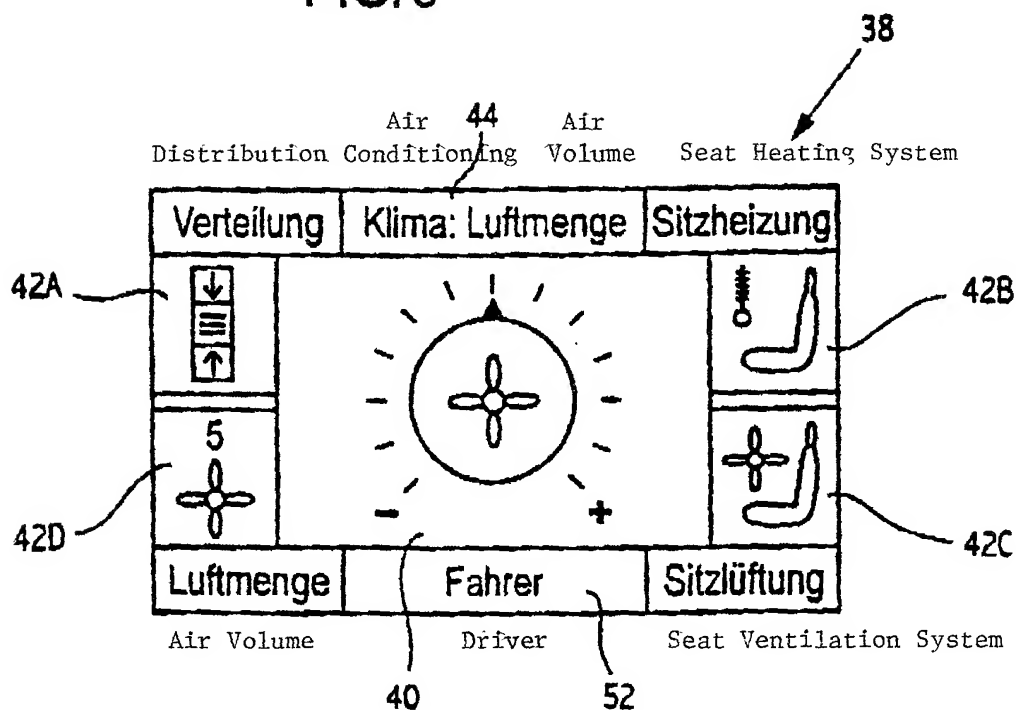 38
Air 44 Air
Distribution Conditioning Volume Seat Heating System
Verteilung Klima: Luftmenge Sitzheizung
42A 42B
5
- +
42D 42C
Luftmenge Fahrer Sitzlüftung
Air Volume Driver Seat Ventilation System
40 52